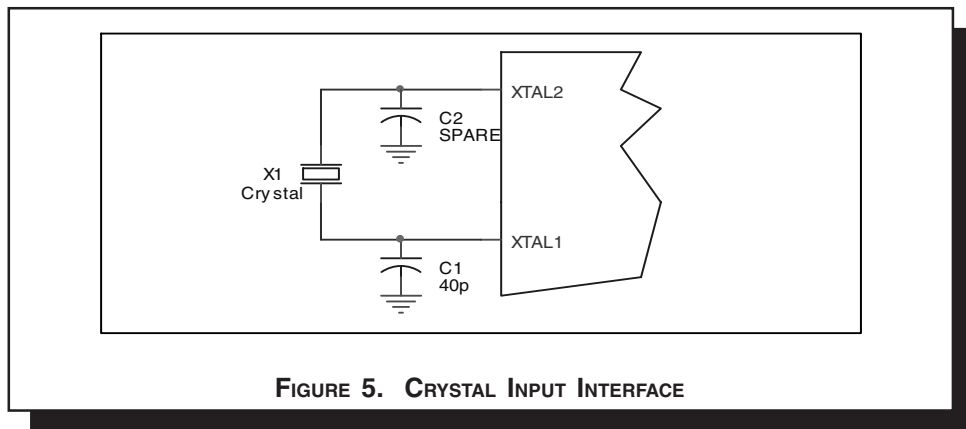 XTAL2
C2
SPARE
X1
Crystal
XTAL1
C1
40p
FIGURE 5. CRYSTAL INPUT INTERFACE